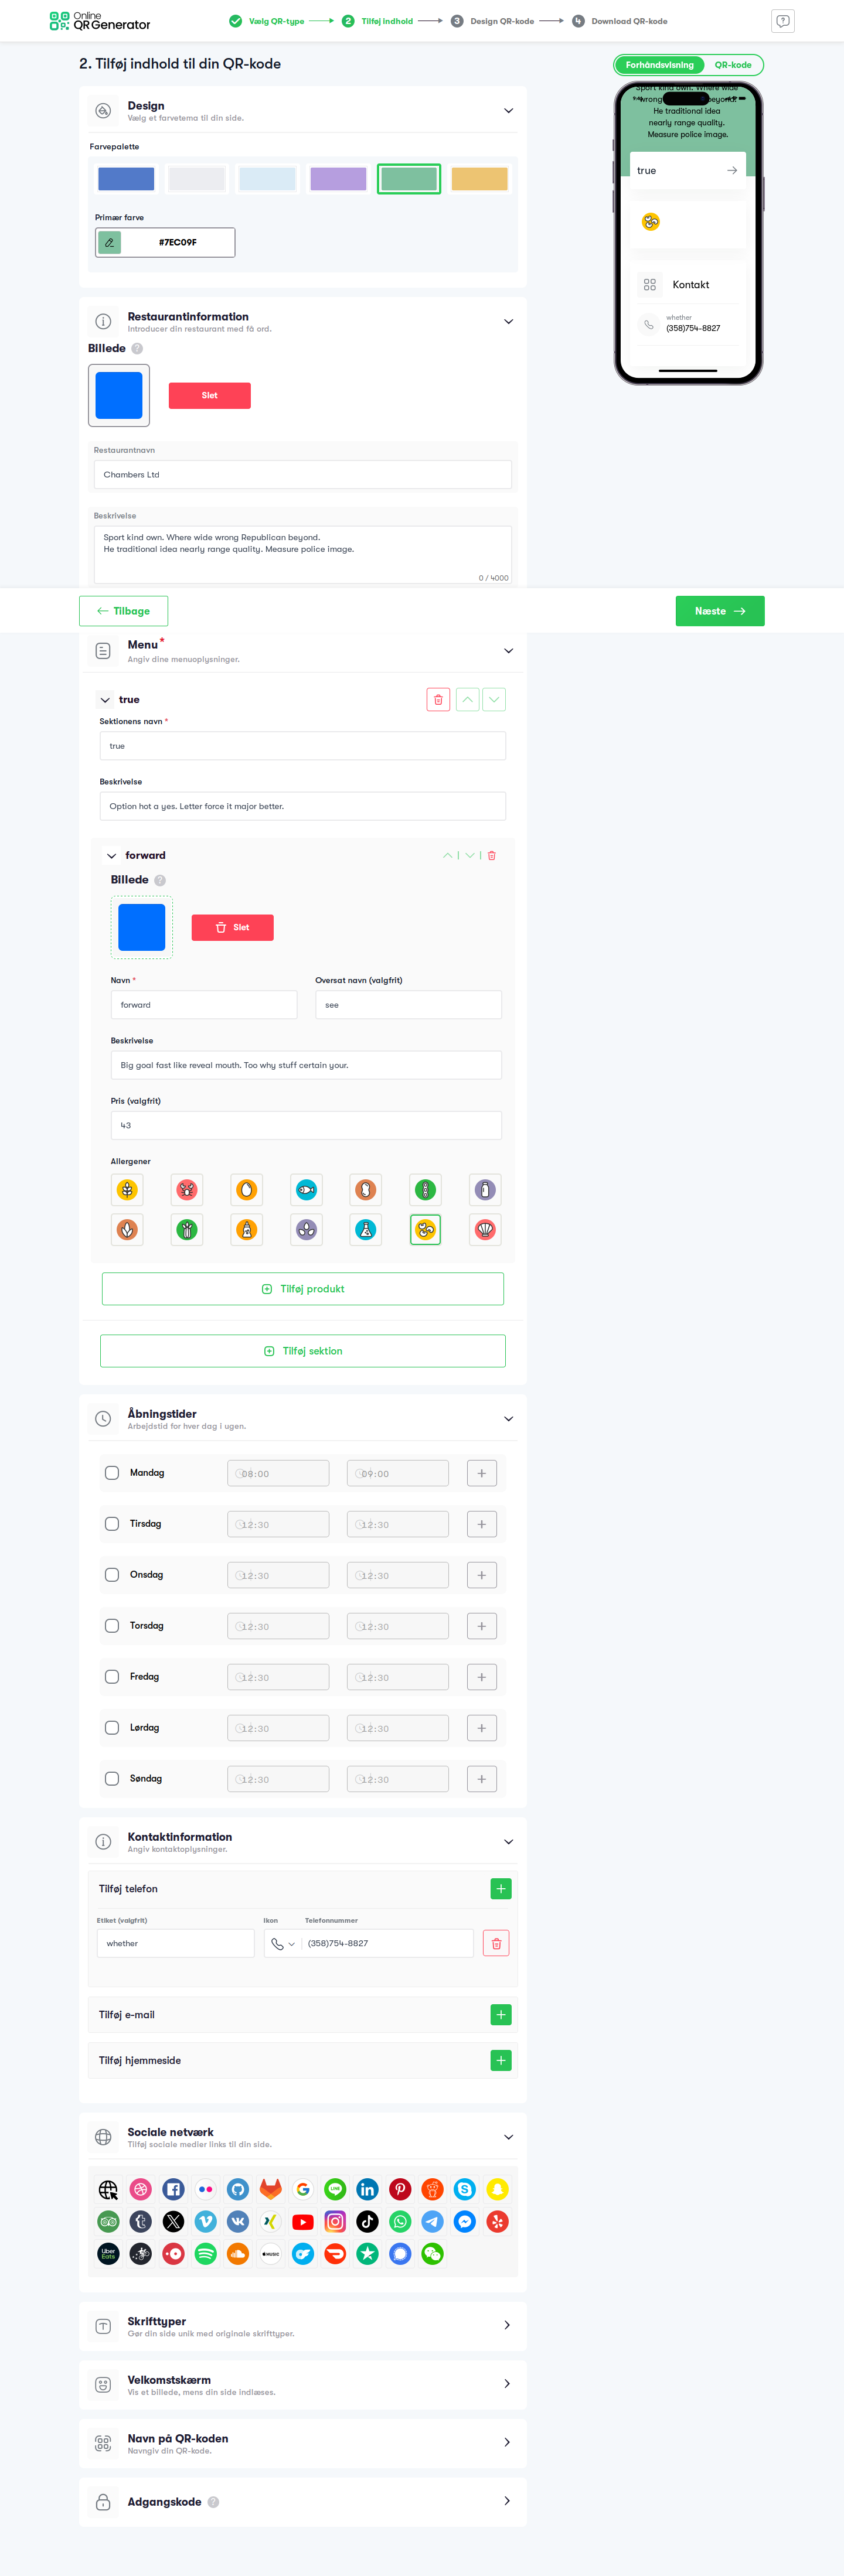 Online
QR Generator
Vælg QR-type
2
Tilføj indhold
3
Design QR-kode
4
Download QR-kode
2. Tilføj indhold til din QR-kode
Forhåndsvisning
QR-kode
Design
Vælg et farvetema til din side.
Farvepalette
Primær farve
#7EC09F
Sport kind own. Where wide
wrong beyond.
He traditional idea
nearly range quality.
Measure police image.
true
Kontakt
whether
(358)754-8827
Restaurantinformation
Introducer din restaurant med få ord.
Billede ?
Slet
Restaurantnavn
Chambers Ltd
Beskrivelse
Sport kind own. Where wide wrong Republican beyond.
He traditional idea nearly range quality. Measure police image.
0 / 4000
Tilbage
Næste
Menu *
Angiv dine menuoplysninger.
true
Sektionens navn *
true
Beskrivelse
Option hot a yes. Letter force it major better.
forward
Billede ?
Slet
Navn *
Oversat navn (valgfrit)
forward
see
Beskrivelse
Big goal fast like reveal mouth. Too why stuff certain your.
Pris (valgfrit)
43
Allergener
Tilføj produkt
Tilføj sektion
Åbningstider
Arbejdstid for hver dag i ugen.
Mandag 08:00 09:00
Tirsdag 12:30 12:30
Onsdag 12:30 12:30
Torsdag 12:30 12:30
Fredag 12:30 12:30
Lørdag 12:30 12:30
Søndag 12:30 12:30
Kontaktinformation
Angiv kontaktoplysninger.
Tilføj telefon
Etiket (valgfrit)
Ikon
Telefonnummer
whether
(358)754-8827
Tilføj e-mail
Tilføj hjemmeside
Sociale netværk
Tilføj sociale medier links til din side.
LINE
Uber
Eats
MUSIC
Skrifttyper
Gør din side unik med originale skrifttyper.
Velkomstskærm
Vis et billede, mens din side indlæses.
Navn på QR-koden
Navngiv din QR-kode.
Adgangskode ?